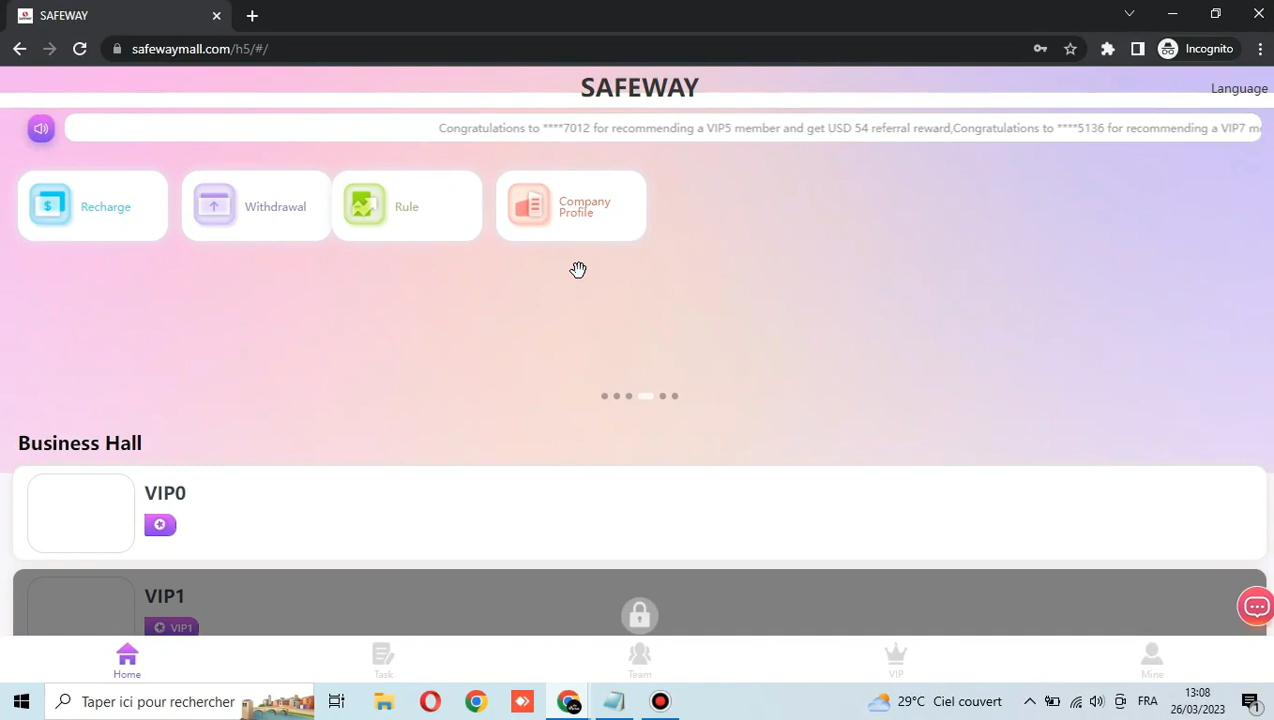 SAFEWAY
safewaymall.com/h5/#/
Incognito
SAFEWAY
Language
Congratulations to ****7012 for recommending a VIP5 member and get USD 54 referral reward,Congratulations to ****5136 for recommending a VIP7
Recharge
Withdrawal
Rule
Company
Profile
Business Hall
VIP0
VIP1
VIP1
Home
Task
Team
VIP
Mine
Taper ici pour rechercher
29°C Ciel couvert
FRA
13:08
26/03/2023
1